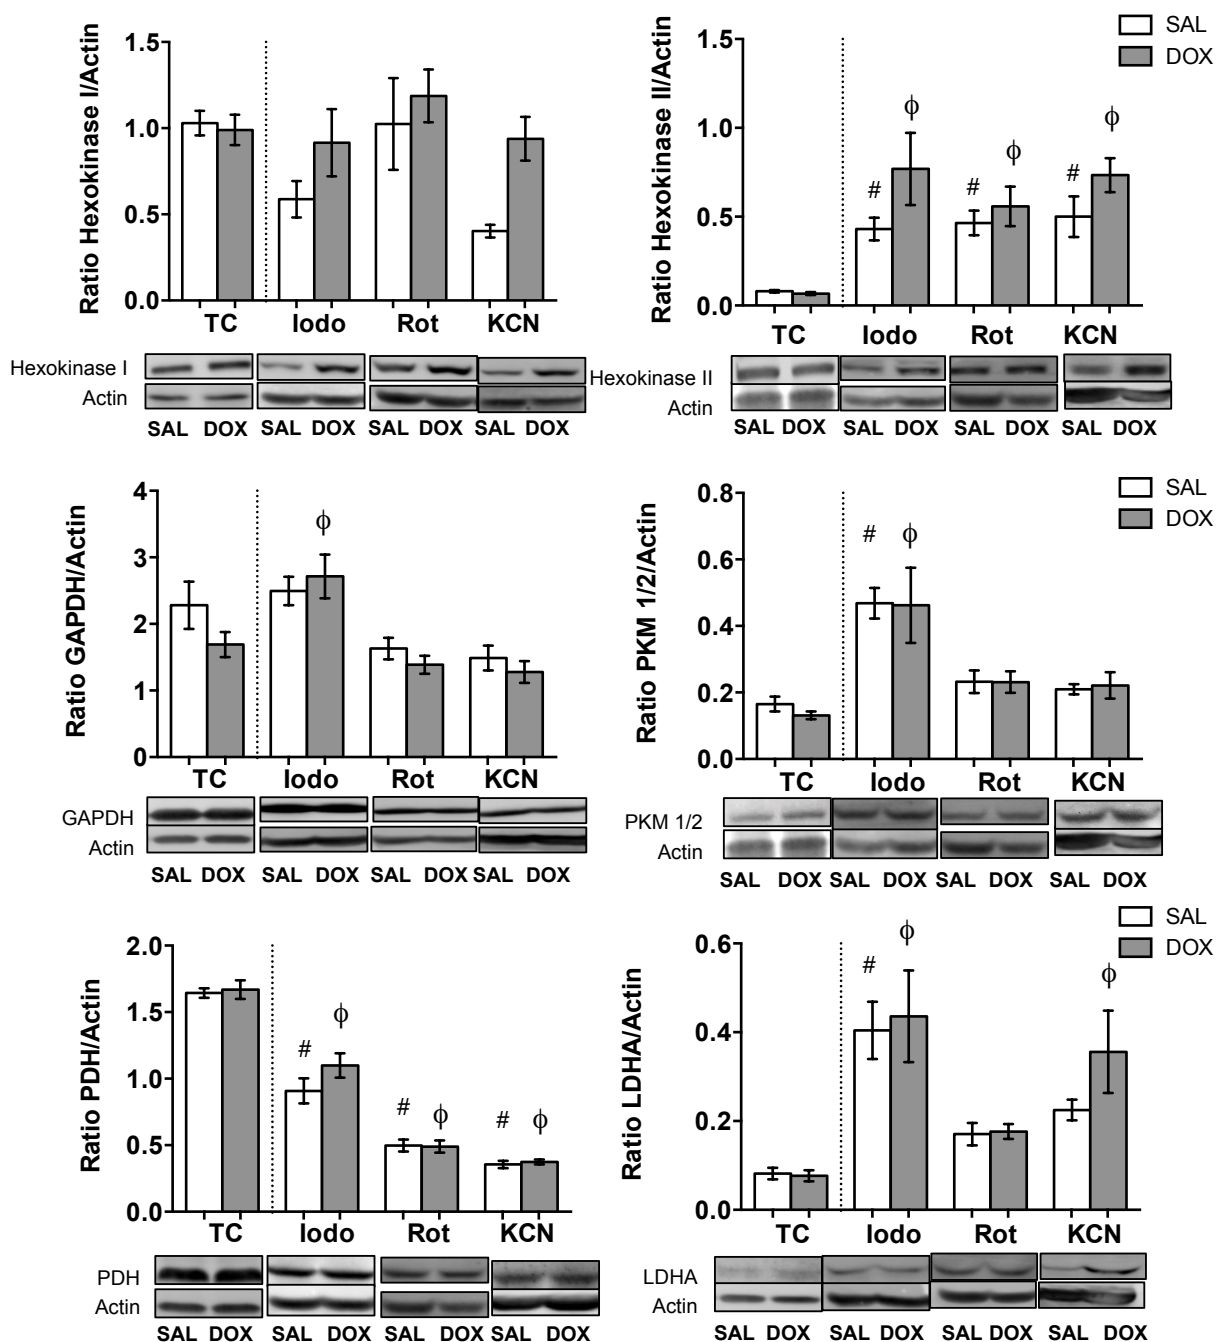 SAL
DOX
Ratio Hexokinase I/Actin
1.5
1.0
0.5
0.0
TC Iodo Rot KCN
Hexokinase I
Actin
SAL DOX SAL DOX SAL DOX SAL DOX
Ratio Hexokinase II/Actin
1.5
1.0
0.5
0.0
# ϕ # ϕ # ϕ
TC Iodo Rot KCN
Hexokinase II
Actin
SAL DOX SAL DOX SAL DOX SAL DOX
Ratio GAPDH/Actin
4
3
2
1
0
ϕ
TC Iodo Rot KCN
GAPDH
Actin
SAL DOX SAL DOX SAL DOX SAL DOX
SAL
DOX
Ratio PKM 1/2/Actin
0.8
0.6
0.4
0.2
0.0
# ϕ
TC Iodo Rot KCN
PKM 1/2
Actin
SAL DOX SAL DOX SAL DOX SAL DOX
Ratio PDH/Actin
2.0
1.5
1.0
0.5
0.0
# ϕ # ϕ # ϕ
TC Iodo Rot KCN
PDH
Actin
SAL DOX SAL DOX SAL DOX SAL DOX
SAL
DOX
Ratio LDHA/Actin
0.6
0.4
0.2
0.0
# ϕ ϕ
TC Iodo Rot KCN
LDHA
Actin
SAL DOX SAL DOX SAL DOX SAL DOX